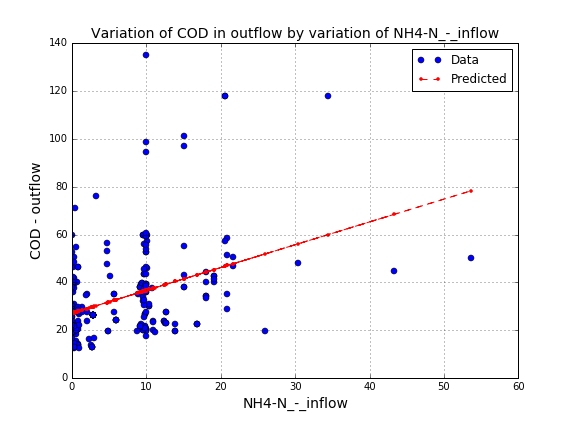 Variation of COD in outflow by variation of NH4-N_-_inflow
140
120
100
80
60
40
20
0
COD - outflow
Data
Predicted
0 10 20 30 40 50 60
NH4-N_-_inflow